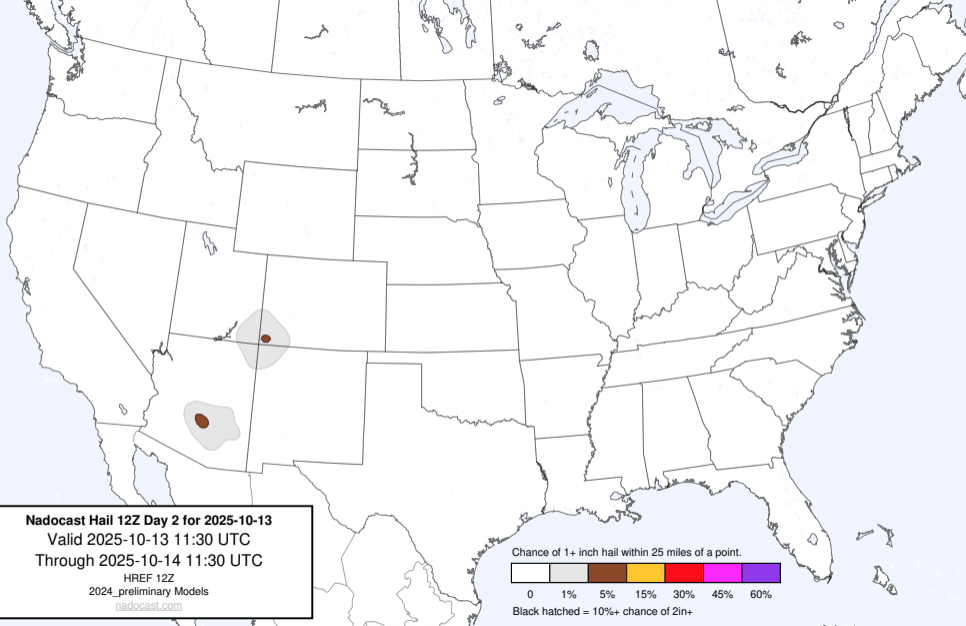 Nadocast Hail 12Z Day 2 for 2025-10-13
Valid 2025-10-13 11:30 UTC
Through 2025-10-14 11:30 UTC
HREF 12Z
2024_preliminary Models
nadocast.com
Chance of 1+ inch hail within 25 miles of a point.
0 1% 5% 15% 30% 45% 60%
Black hatched = 10%+ chance of 2in+